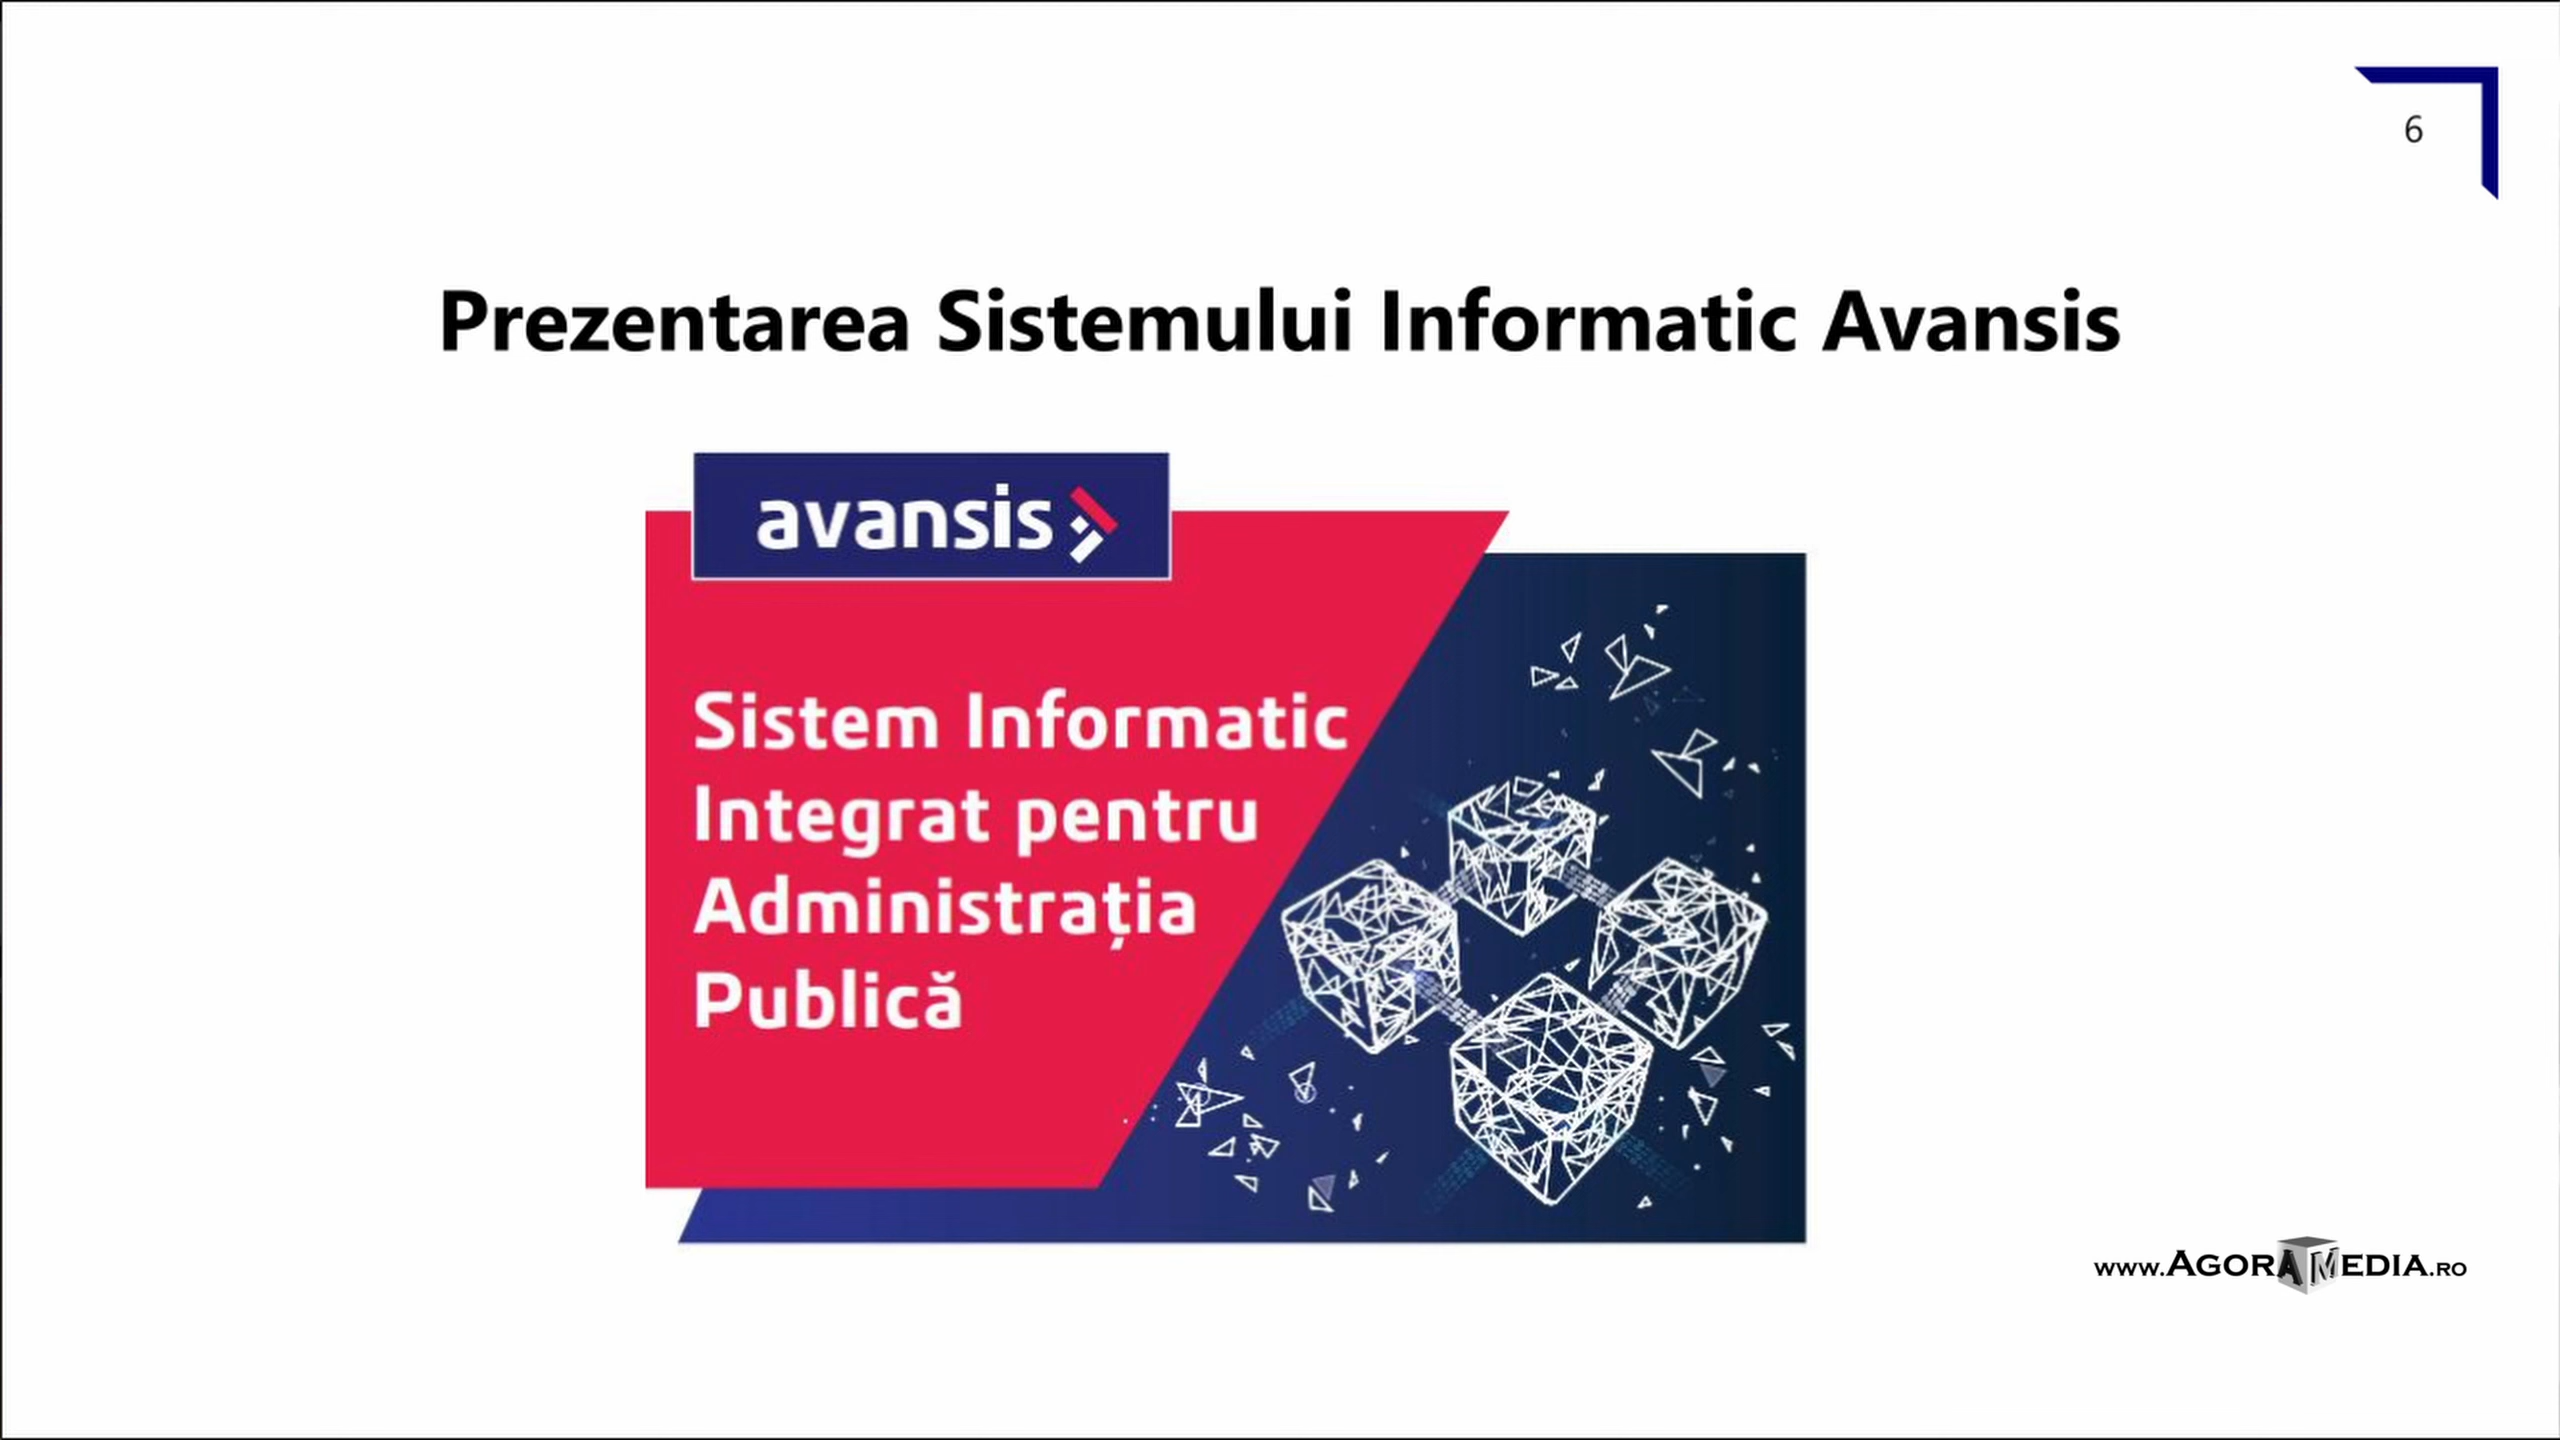 6
Prezentarea Sistemului Informatic Avansis
avansis
Sistem Informatic
Integrat pentru
Administrația
Publică
www.AGORAMEDIA.RO